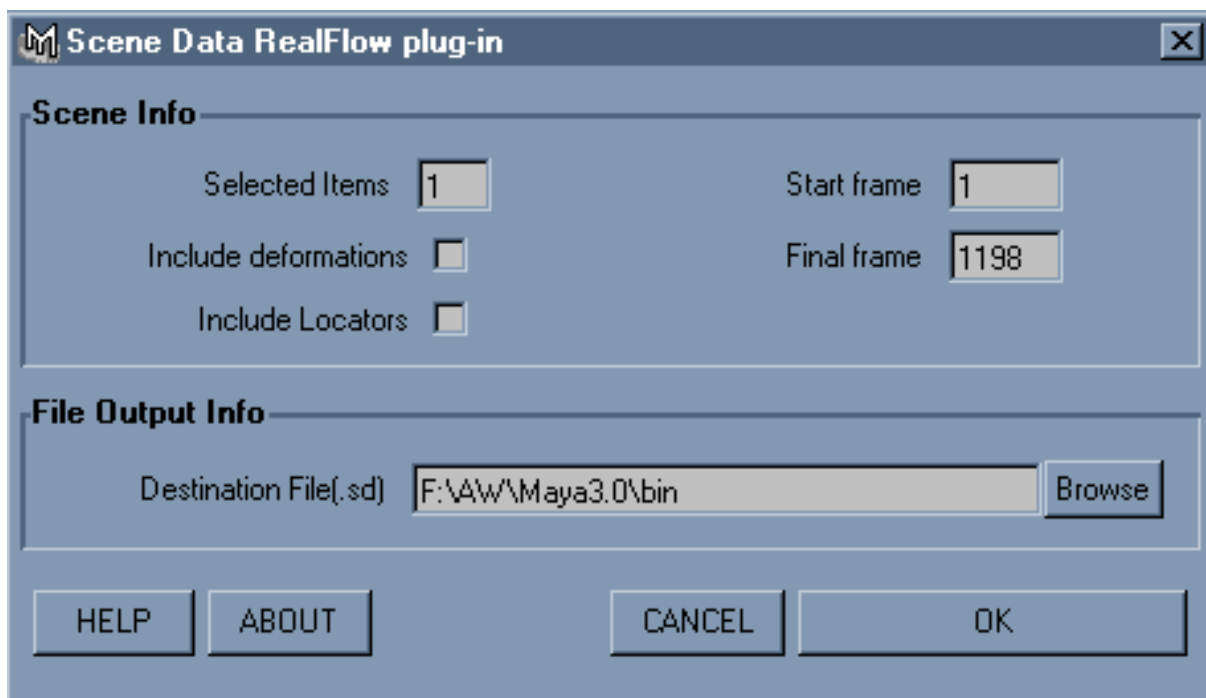 Scene Data RealFlow plug-in
Scene Info
Selected Items 1
Start frame 1
Include deformations
Final frame 1198
Include Locators
File Output Info
Destination File(.sd) F:\AW\Maya3.0\bin Browse
HELP ABOUT CANCEL OK